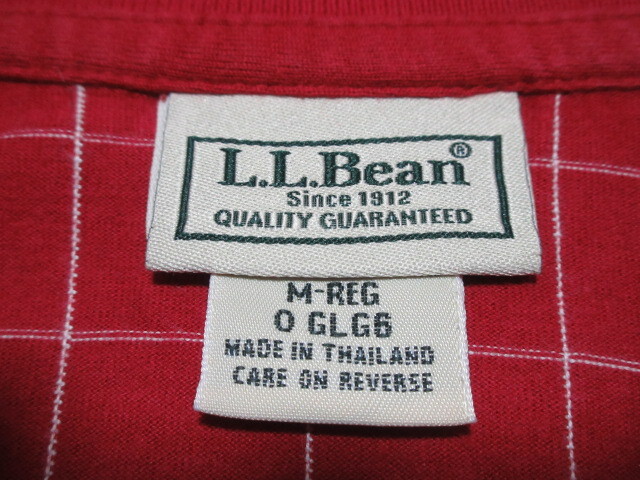 L.L.Bean®
Since 1912
QUALITY GUARANTEED
M-REG
0 GLG6
MADE IN THAILAND
CARE ON REVERSE